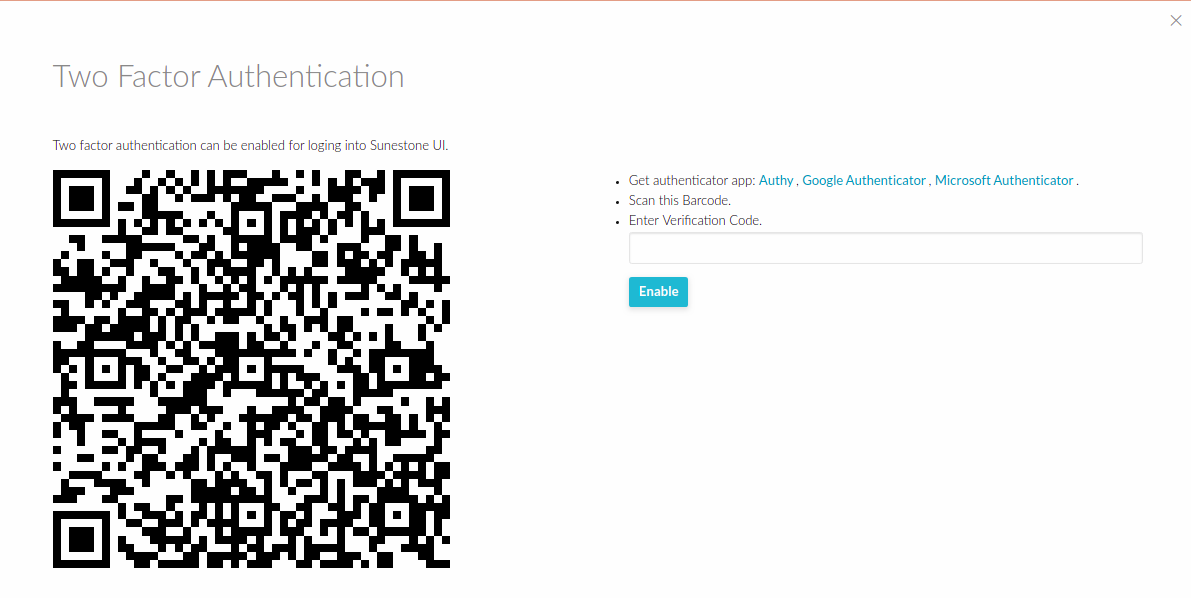 Two Factor Authentication
Two factor authentication can be enabled for loging into Sunestone UI.
Get authenticator app: Authy , Google Authenticator , Microsoft Authenticator .
Scan this Barcode.
Enter Verification Code.
Enable